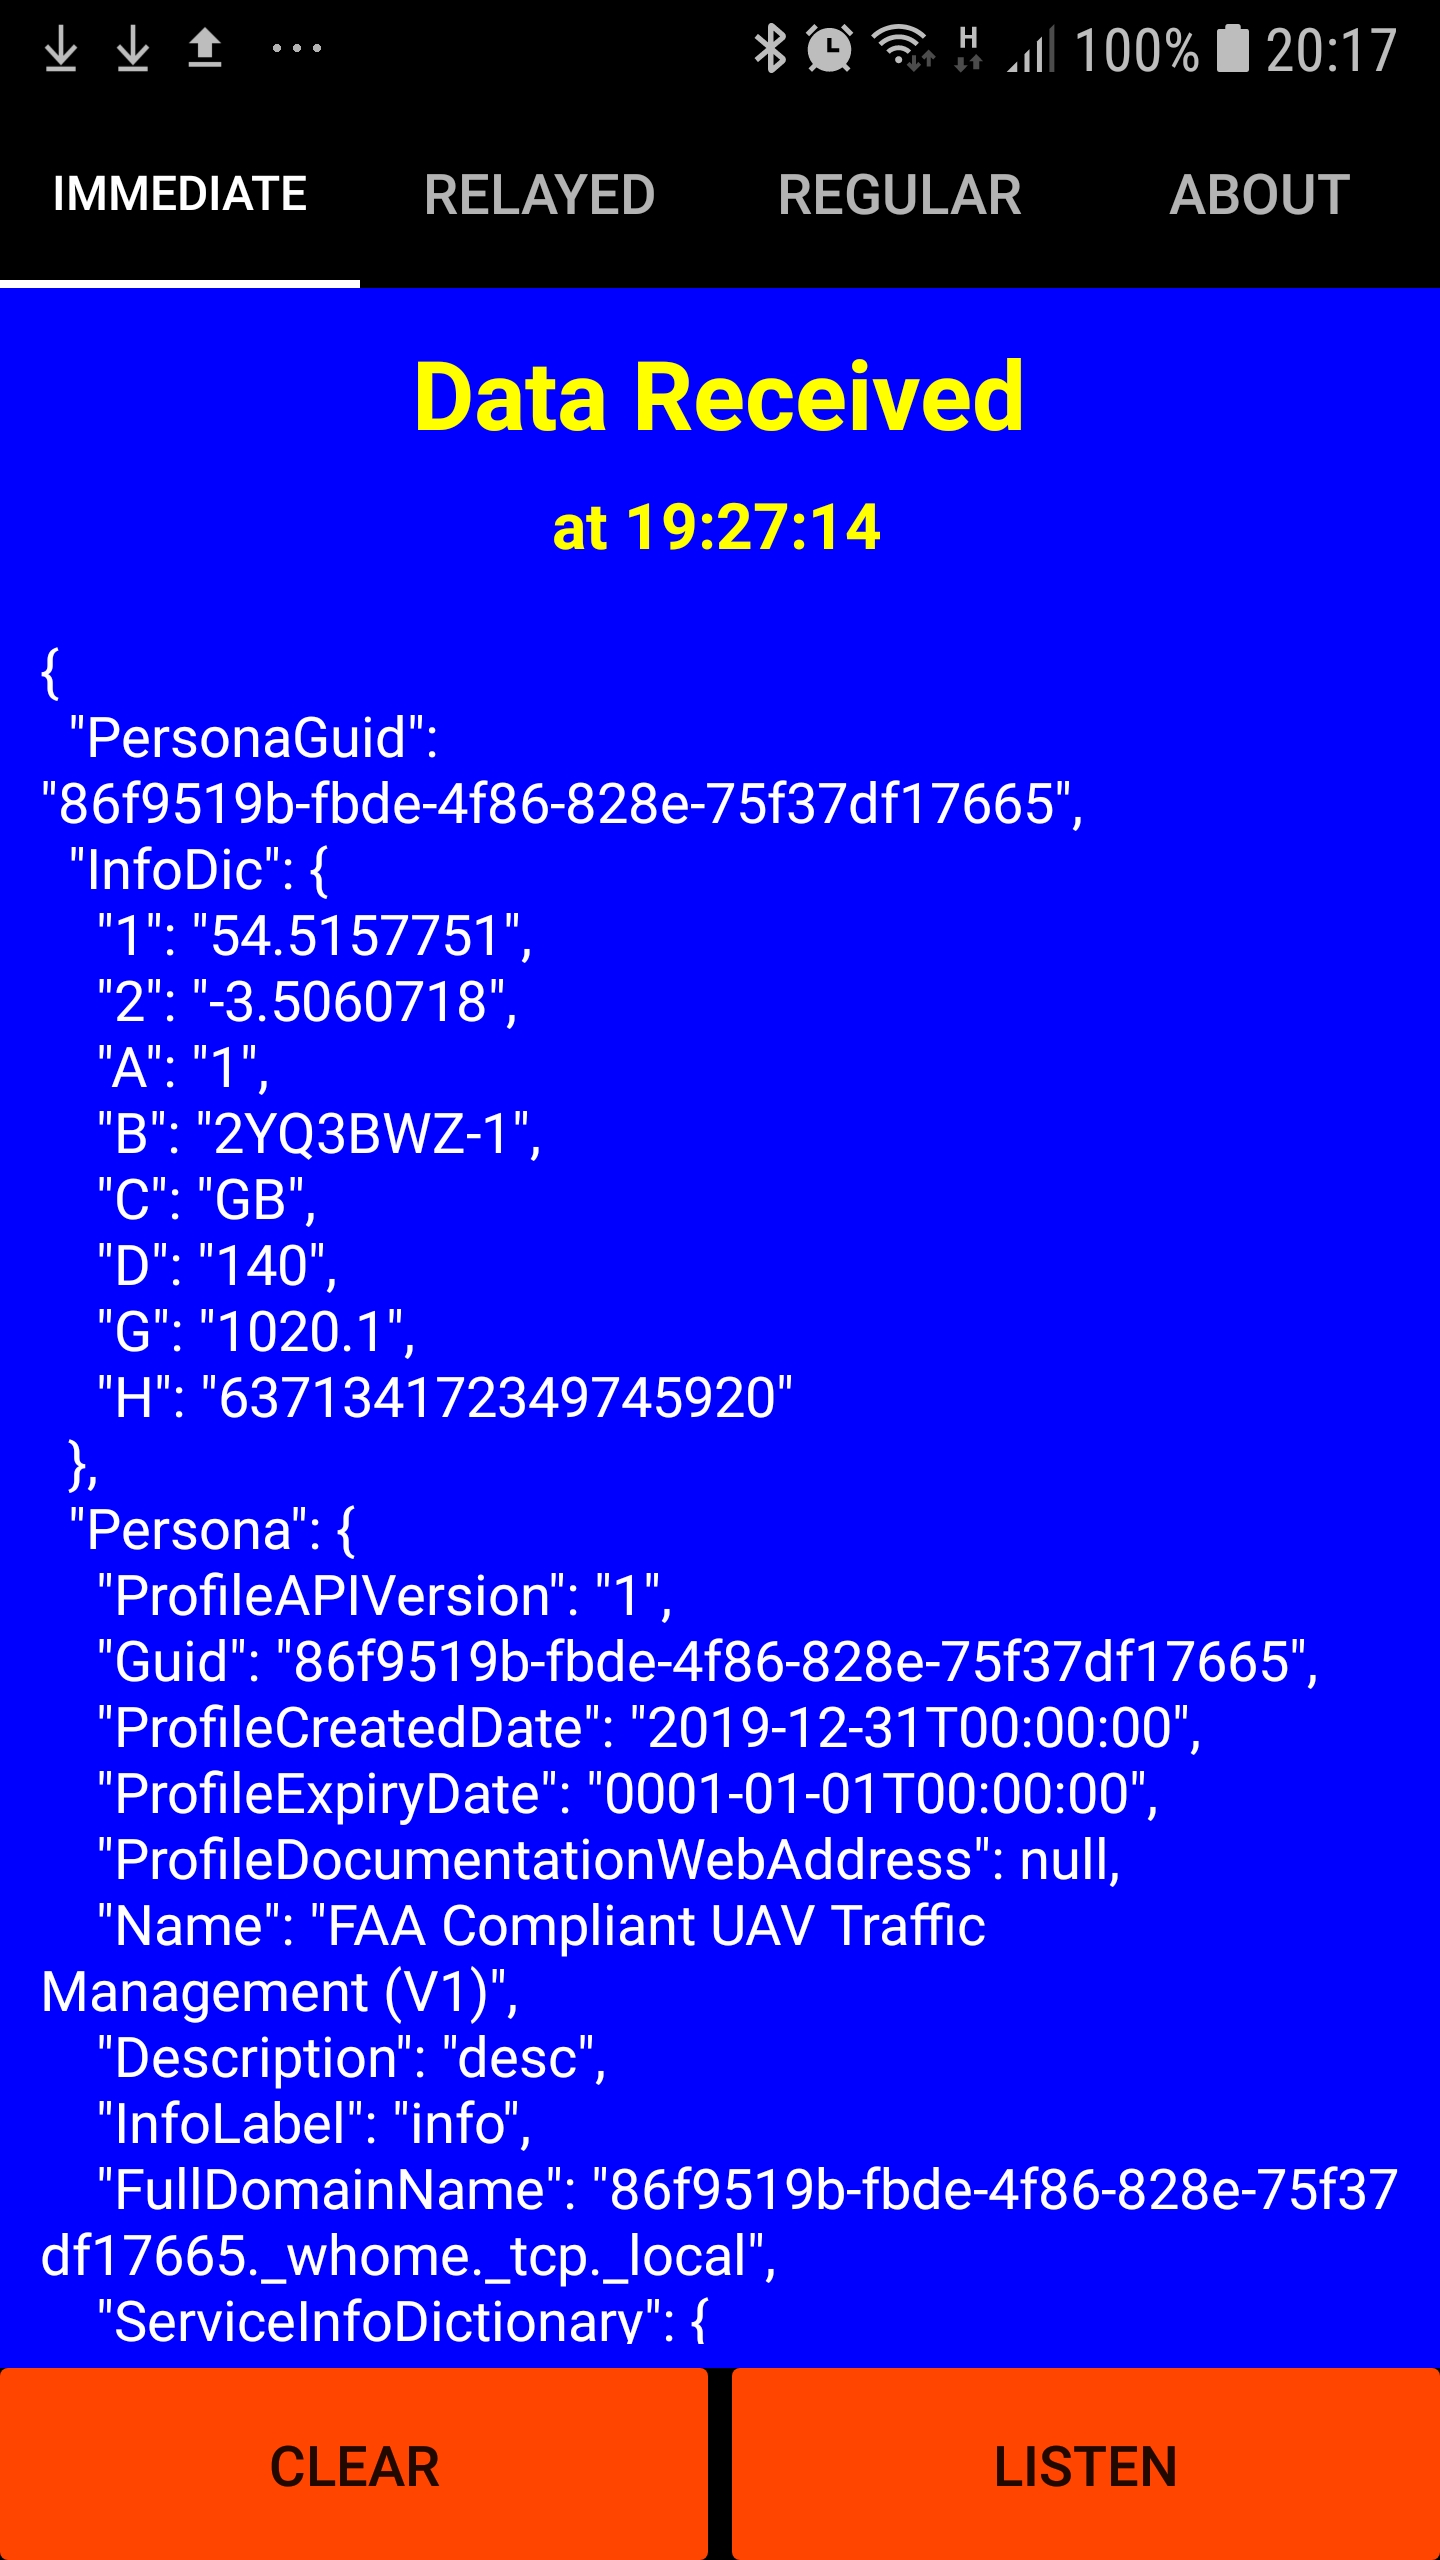 H 100% 20:17
IMMEDIATE RELAYED REGULAR ABOUT
Data Received
at 19:27:14
{
"PersonaGuid":
"86f9519b-fbde-4f86-828e-75f37df17665",
"InfoDic": {
"1": "54.5157751",
"2": "-3.5060718",
"A": "1",
"B": "2YQ3BWZ-1",
"C": "GB",
"D": "140",
"G": "1020.1",
"H": "637134172349745920"
},
"Persona": {
"ProfileAPIVersion": "1",
"Guid": "86f9519b-fbde-4f86-828e-75f37df17665",
"ProfileCreatedDate": "2019-12-31T00:00:00",
"ProfileExpiryDate": "0001-01-01T00:00:00",
"ProfileDocumentationWebAddress": null,
"Name": "FAA Compliant UAV Traffic
Management (V1)",
"Description": "desc",
"InfoLabel": "info",
"FullDomainName": "86f9519b-fbde-4f86-828e-75f37
df17665._whome._tcp._local",
"ServiceInfoDictionary": {
CLEAR LISTEN